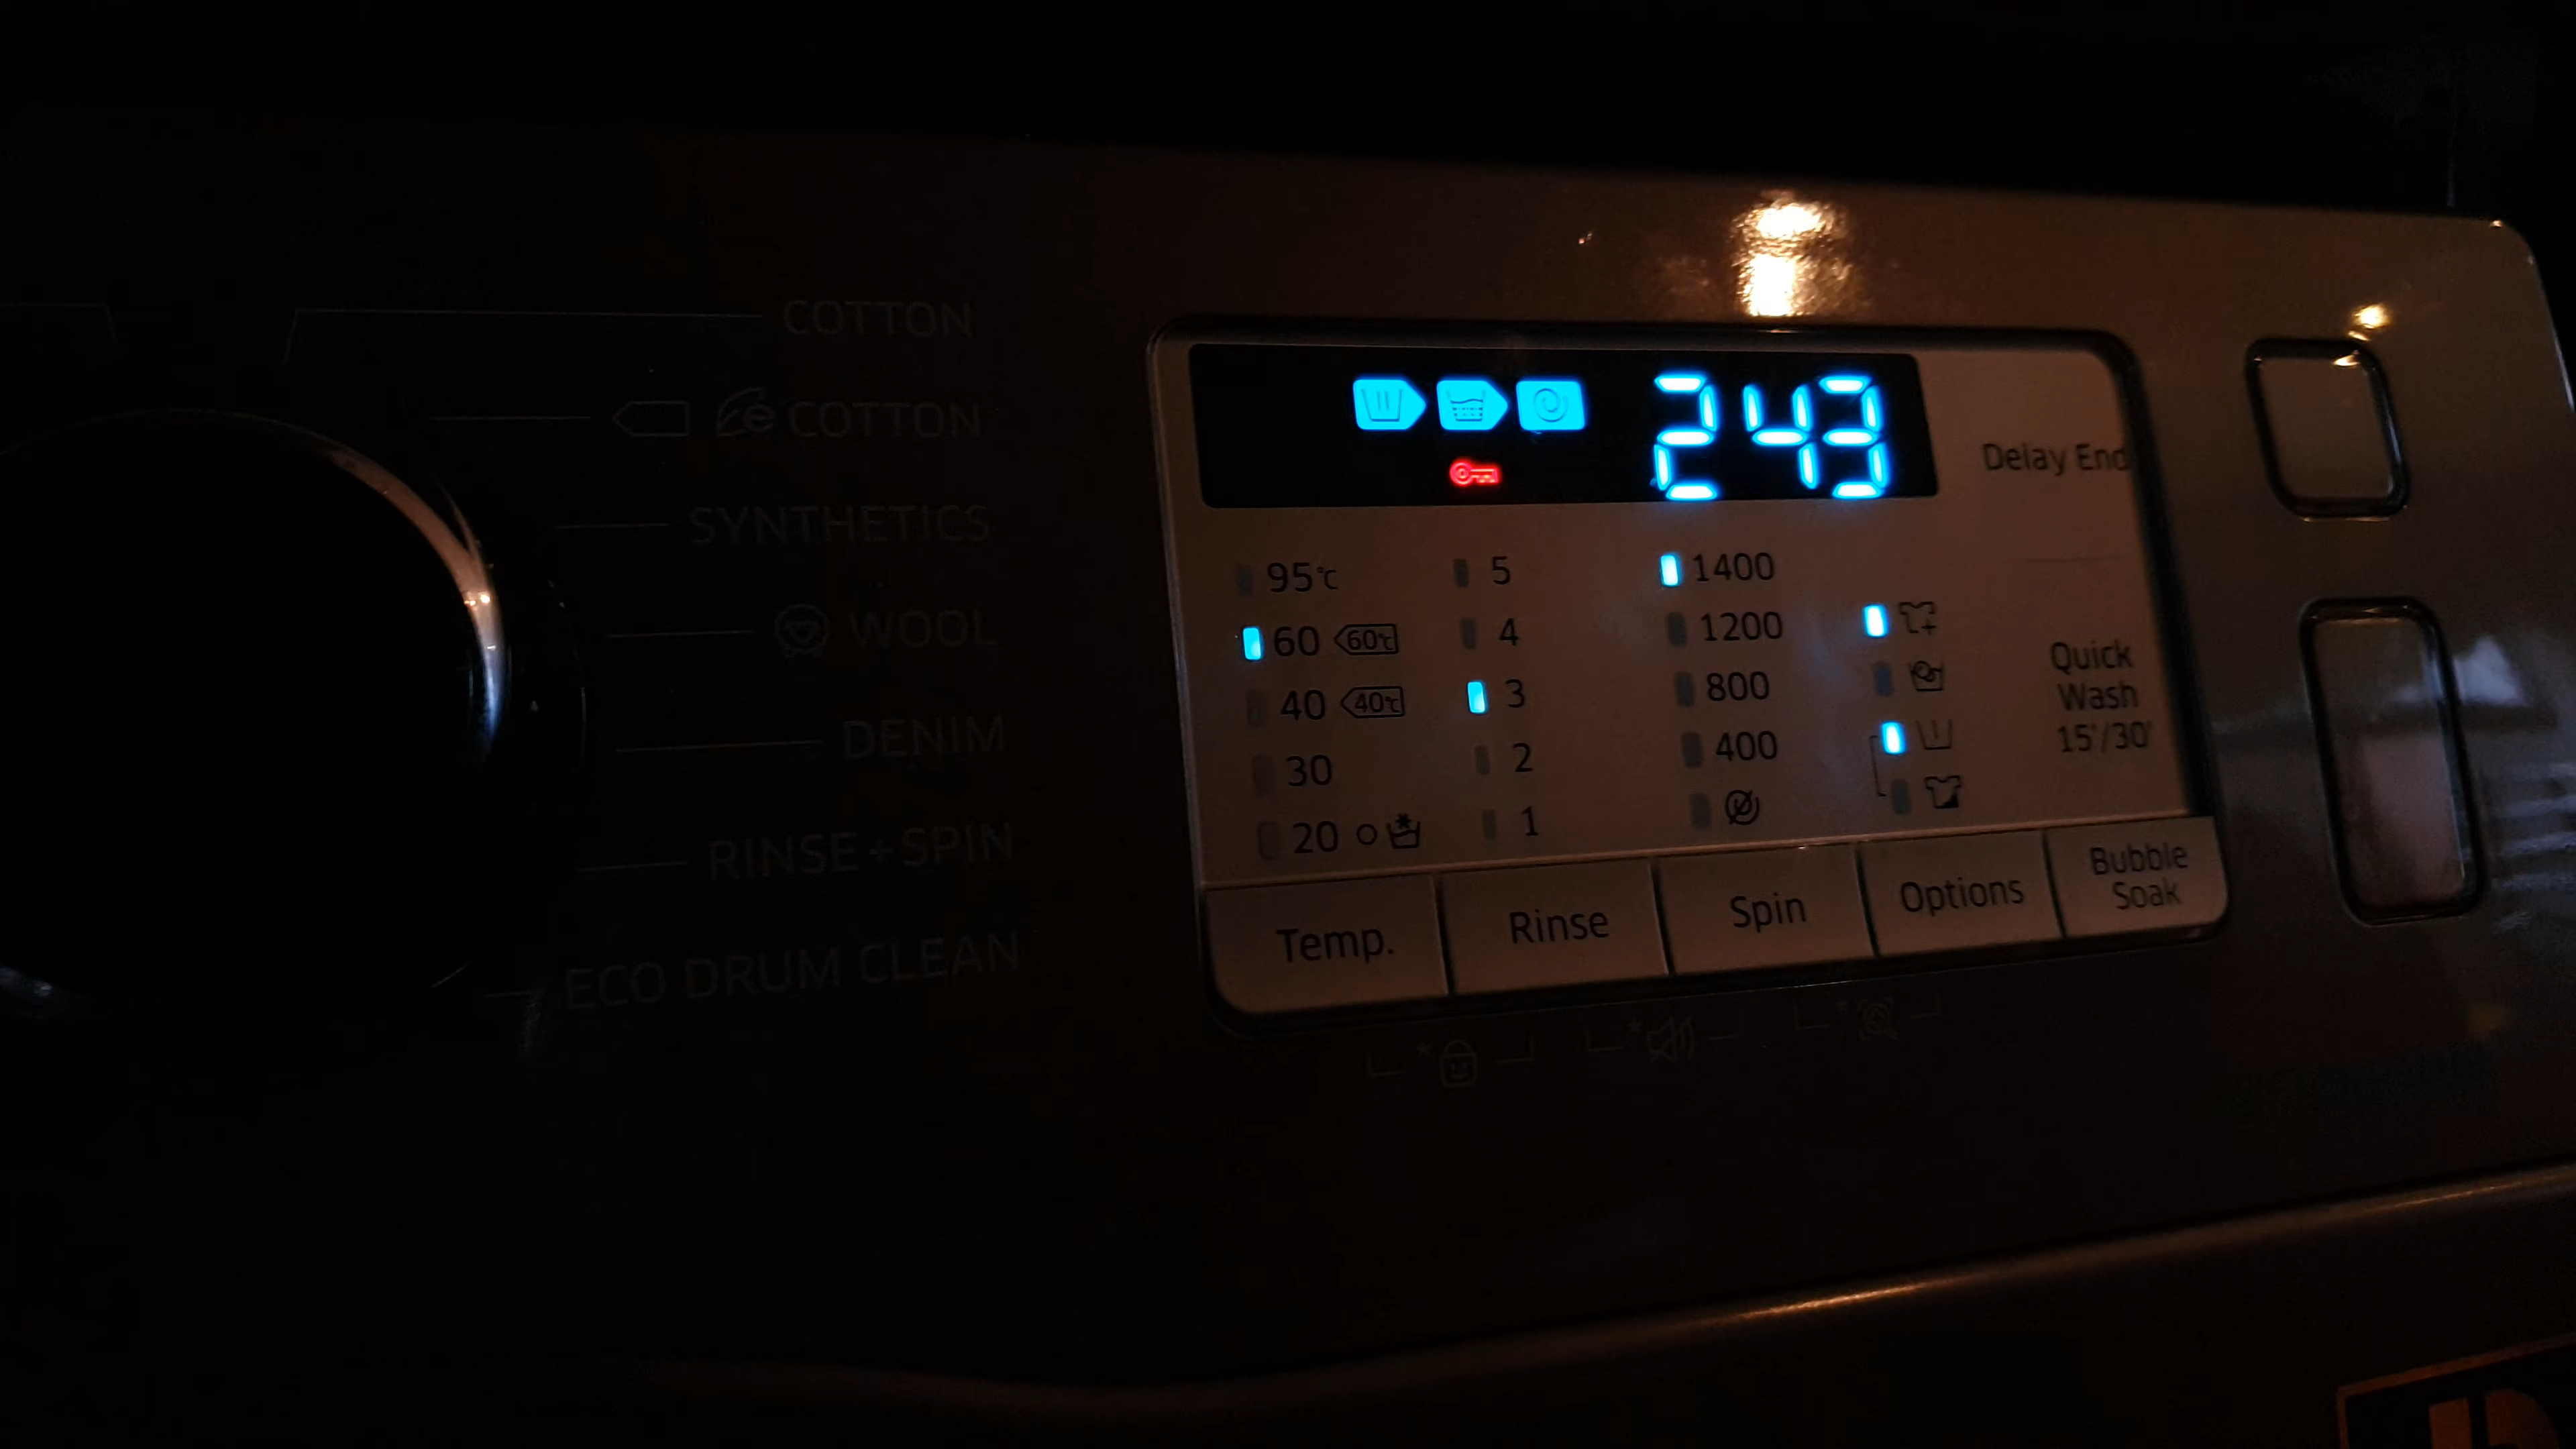 COTTON
e COTTON
SYNTHETICS
WOOL
DENIM
RINSE+SPIN
ECO DRUM CLEAN
243
Delay End
95℃ 5 1400
60 60℃ 4 1200
40 40℃ 3 800
30 2 400
20 1
Quick
Wash
15'/30'
Temp. Rinse Spin Options Bubble
Soak